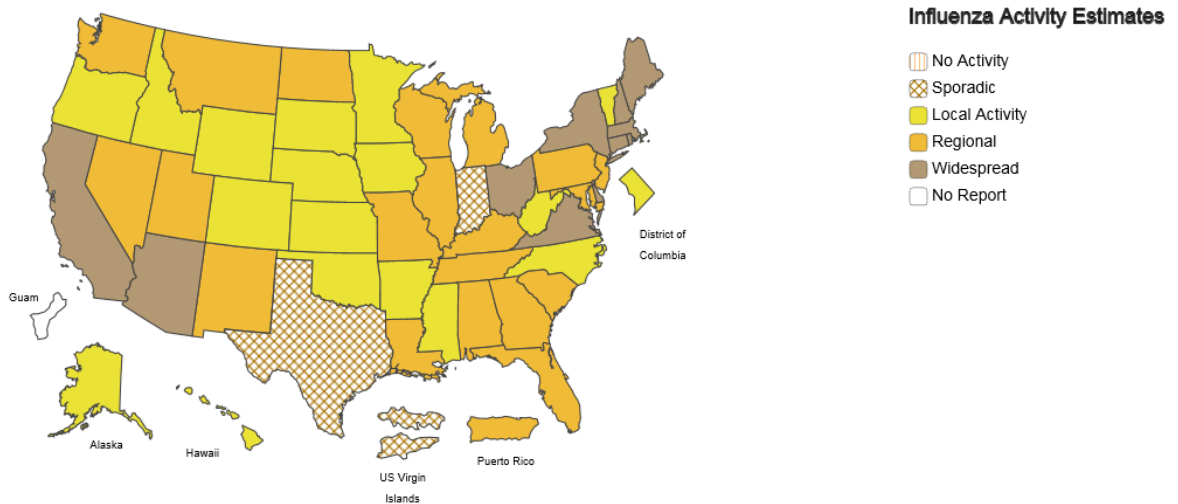 Influenza Activity Estimates
No Activity
Sporadic
Local Activity
Regional
Widespread
No Report
District of
Columbia
Guam
Alaska
Hawaii
US Virgin
Islands
Puerto Rico